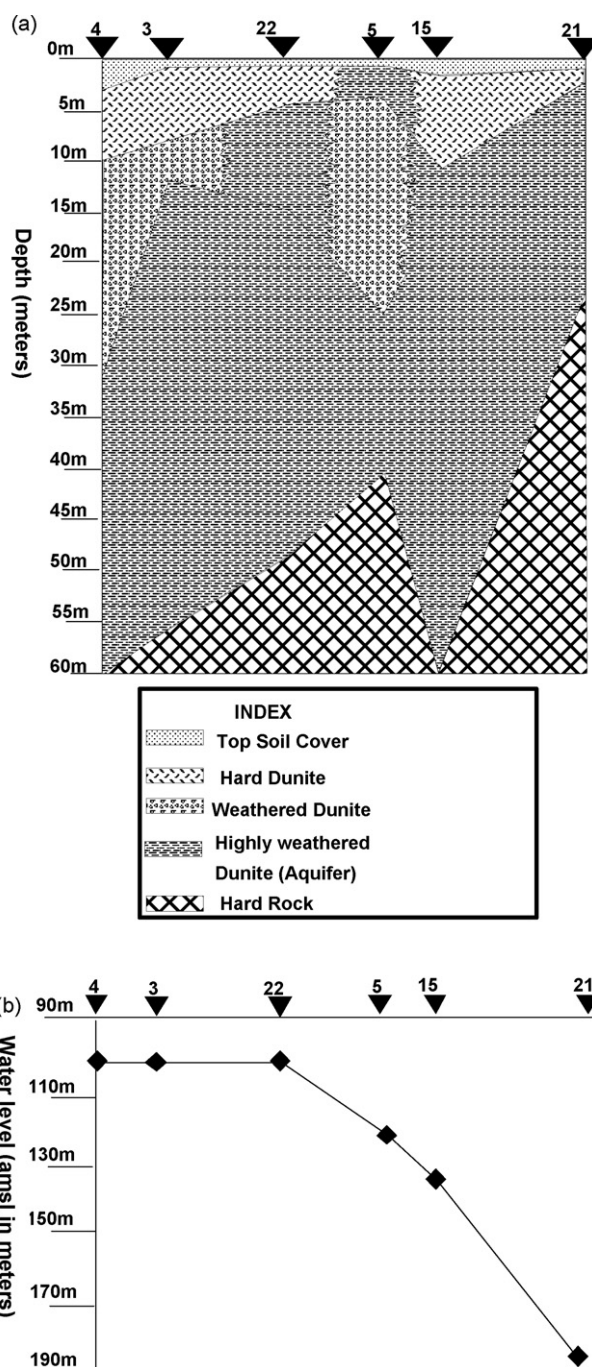 (a)
4 3 22 5 15 21
0m
5m
10m
15m
20m
25m
30m
35m
40m
45m
50m
55m
60m
Depth (meters)
INDEX
Top Soil Cover
Hard Dunite
Weathered Dunite
Highly weathered
Dunite (Aquifer)
Hard Rock
(b)
4 3 22 5 15 21
90m
110m
130m
150m
170m
190m
Water level (amsl in meters)